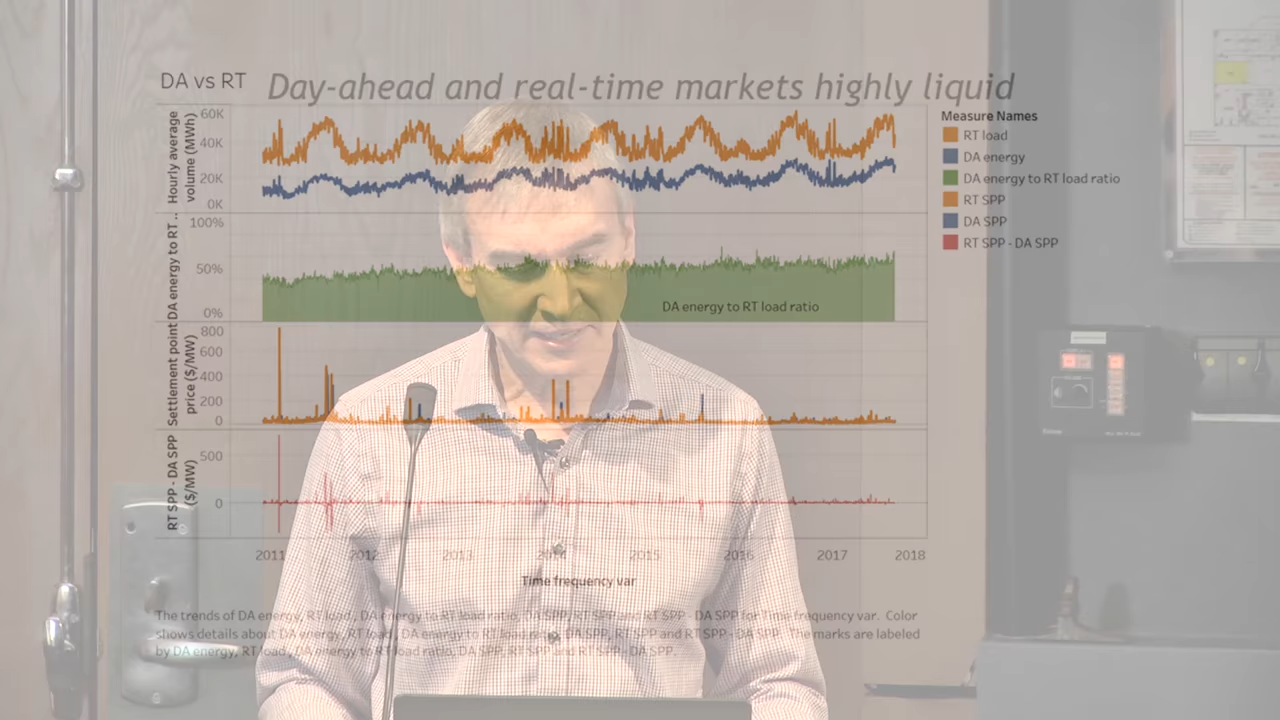 DA vs RT
Day-ahead and real-time markets highly liquid
Measure Names
RT load
DA energy
DA energy to RT load ratio
RT SPP
DA SPP
RT SPP - DA SPP
Hourly average
volume (MWh)
60K
40K
20K
0K
DA energy to RT ..
100%
50%
0%
DA energy to RT load ratio
Settlement point
price ($/MW)
800
600
400
200
0
RT SPP - DA SPP
($/MW)
500
0
2011 2012 2013 2015 2016 2017 2018
Time frequency var
The trends of DA energy, RT load, DA energy to RT load ratio, DA SPP, RT SPP and RT SPP - DA SPP for Time frequency var. Color
shows details about DA energy, RT load, DA energy to RT load ratio, DA SPP, RT SPP and RT SPP - DA SPP. The marks are labeled
by DA energy, RT load, DA energy to RT load ratio, DA SPP, RT SPP and RT SPP - DA SPP.